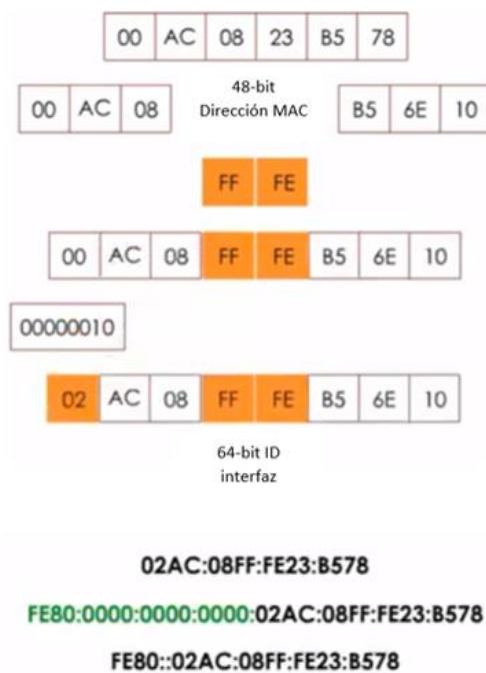 00 AC 08 23 B5 78
48-bit
00 AC 08 Dirección MAC B5 6E 10
FF FE
00 AC 08 FF FE B5 6E 10
00000010
02 AC 08 FF FE B5 6E 10
64-bit ID
interfaz
02AC:08FF:FE23:B578
FE80:0000:0000:0000:02AC:08FF:FE23:B578
FE80::02AC:08FF:FE23:B578